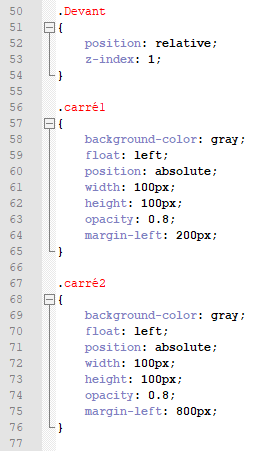 50 .Devant
51 {
52 position: relative;
53 z-index: 1;
54 }
55
56 .carré1
57 {
58 background-color: gray;
59 float: left;
60 position: absolute;
61 width: 100px;
62 height: 100px;
63 opacity: 0.8;
64 margin-left: 200px;
65 }
66
67 .carré2
68 {
69 background-color: gray;
70 float: left;
71 position: absolute;
72 width: 100px;
73 height: 100px;
74 opacity: 0.8;
75 margin-left: 800px;
76 }
77